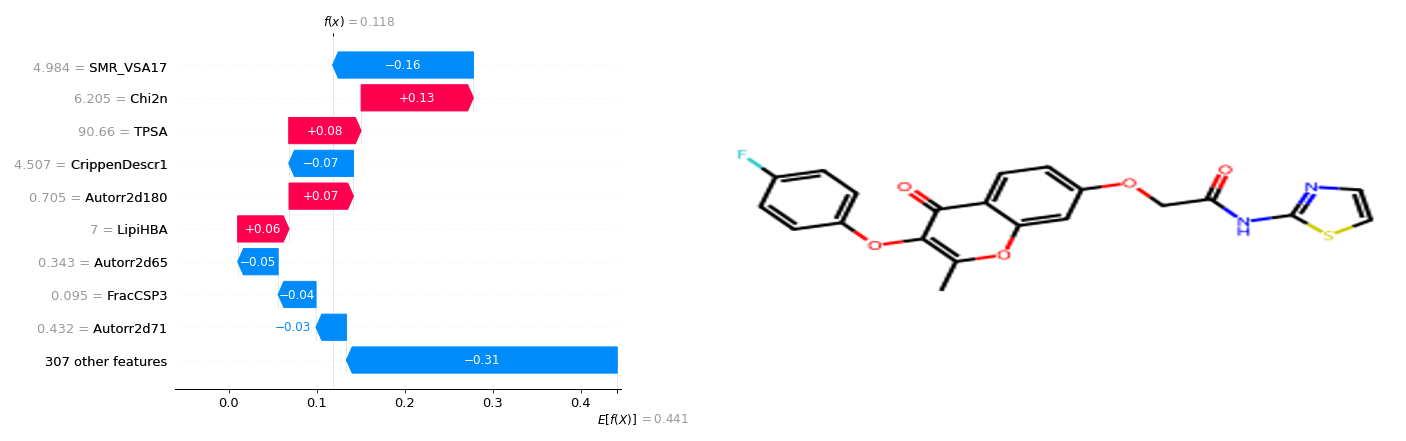 f(x) = 0.118
4.984 = SMR_VSA17
−0.16
6.205 = Chi2n
+0.13
90.66 = TPSA
+0.08
4.507 = CrippenDescr1
−0.07
0.705 = Autorr2d180
+0.07
7 = LipiHBA
+0.06
0.343 = Autorr2d65
−0.05
0.095 = FracCSP3
−0.04
0.432 = Autorr2d71
−0.03
307 other features
−0.31
0.0 0.1 0.2 0.3 0.4
E[f(X)] = 0.441
F
O
O
O
O
O
N
H
N
S